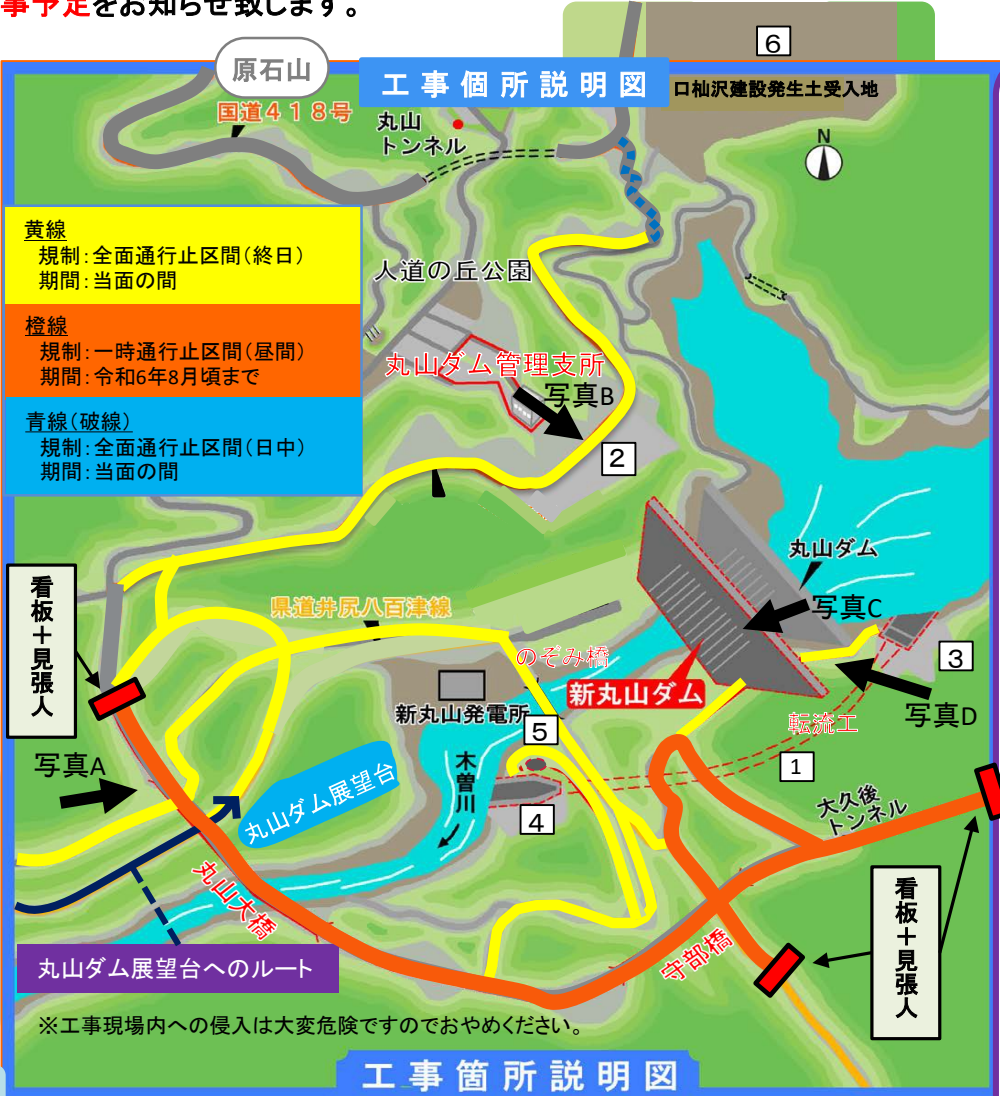 事予定をお知らせ致します。
6
原石山
工事個所説明図
口杣沢建設発生土受入地
国道418号
丸山
トンネル
N
黄線
規制:全面通行止区間(終日)
期間:当面の間
橙線
規制:一時通行止区間(昼間)
期間:令和6年8月頃まで
青線(破線)
規制:全面通行止区間(日中)
期間:当面の間
人道の丘公園
丸山ダム管理支所
写真B
2
丸山ダム
写真C
看板+見張人
県道井尻八百津線
のぞみ橋
3
新丸山ダム
新丸山発電所
写真D
5
転流工
写真A
木曽川
1
丸山ダム展望台
大久後
トンネル
4
丸山大橋
看板+見張人
守部橋
丸山ダム展望台へのルート
※工事現場内への侵入は大変危険ですのでおやめください。
工事箇所説明図